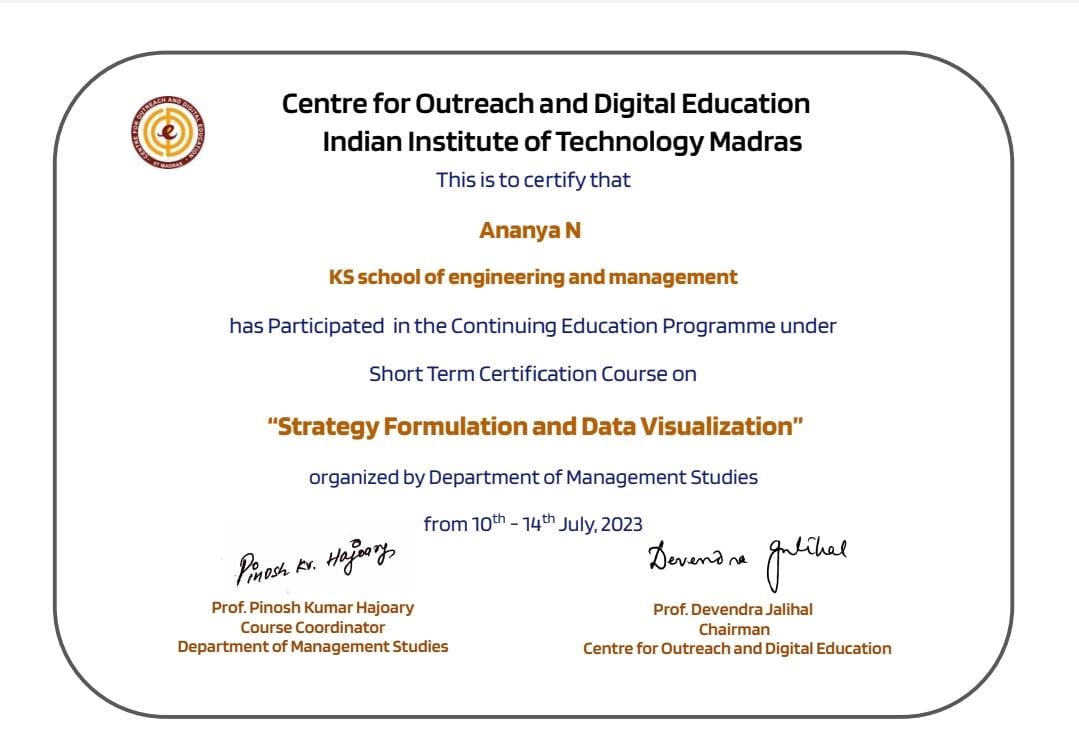 CENTRE FOR OUTREACH AND DIGITAL EDUCATION
IIT MADRAS
e
Centre for Outreach and Digital Education
Indian Institute of Technology Madras
This is to certify that
Ananya N
KS school of engineering and management
has Participated in the Continuing Education Programme under
Short Term Certification Course on
“Strategy Formulation and Data Visualization”
organized by Department of Management Studies
from 10th - 14th July, 2023
Pinosh Kr. Hajoary
Devendra Jalihal
Prof. Pinosh Kumar Hajoary
Course Coordinator
Department of Management Studies
Prof. Devendra Jalihal
Chairman
Centre for Outreach and Digital Education